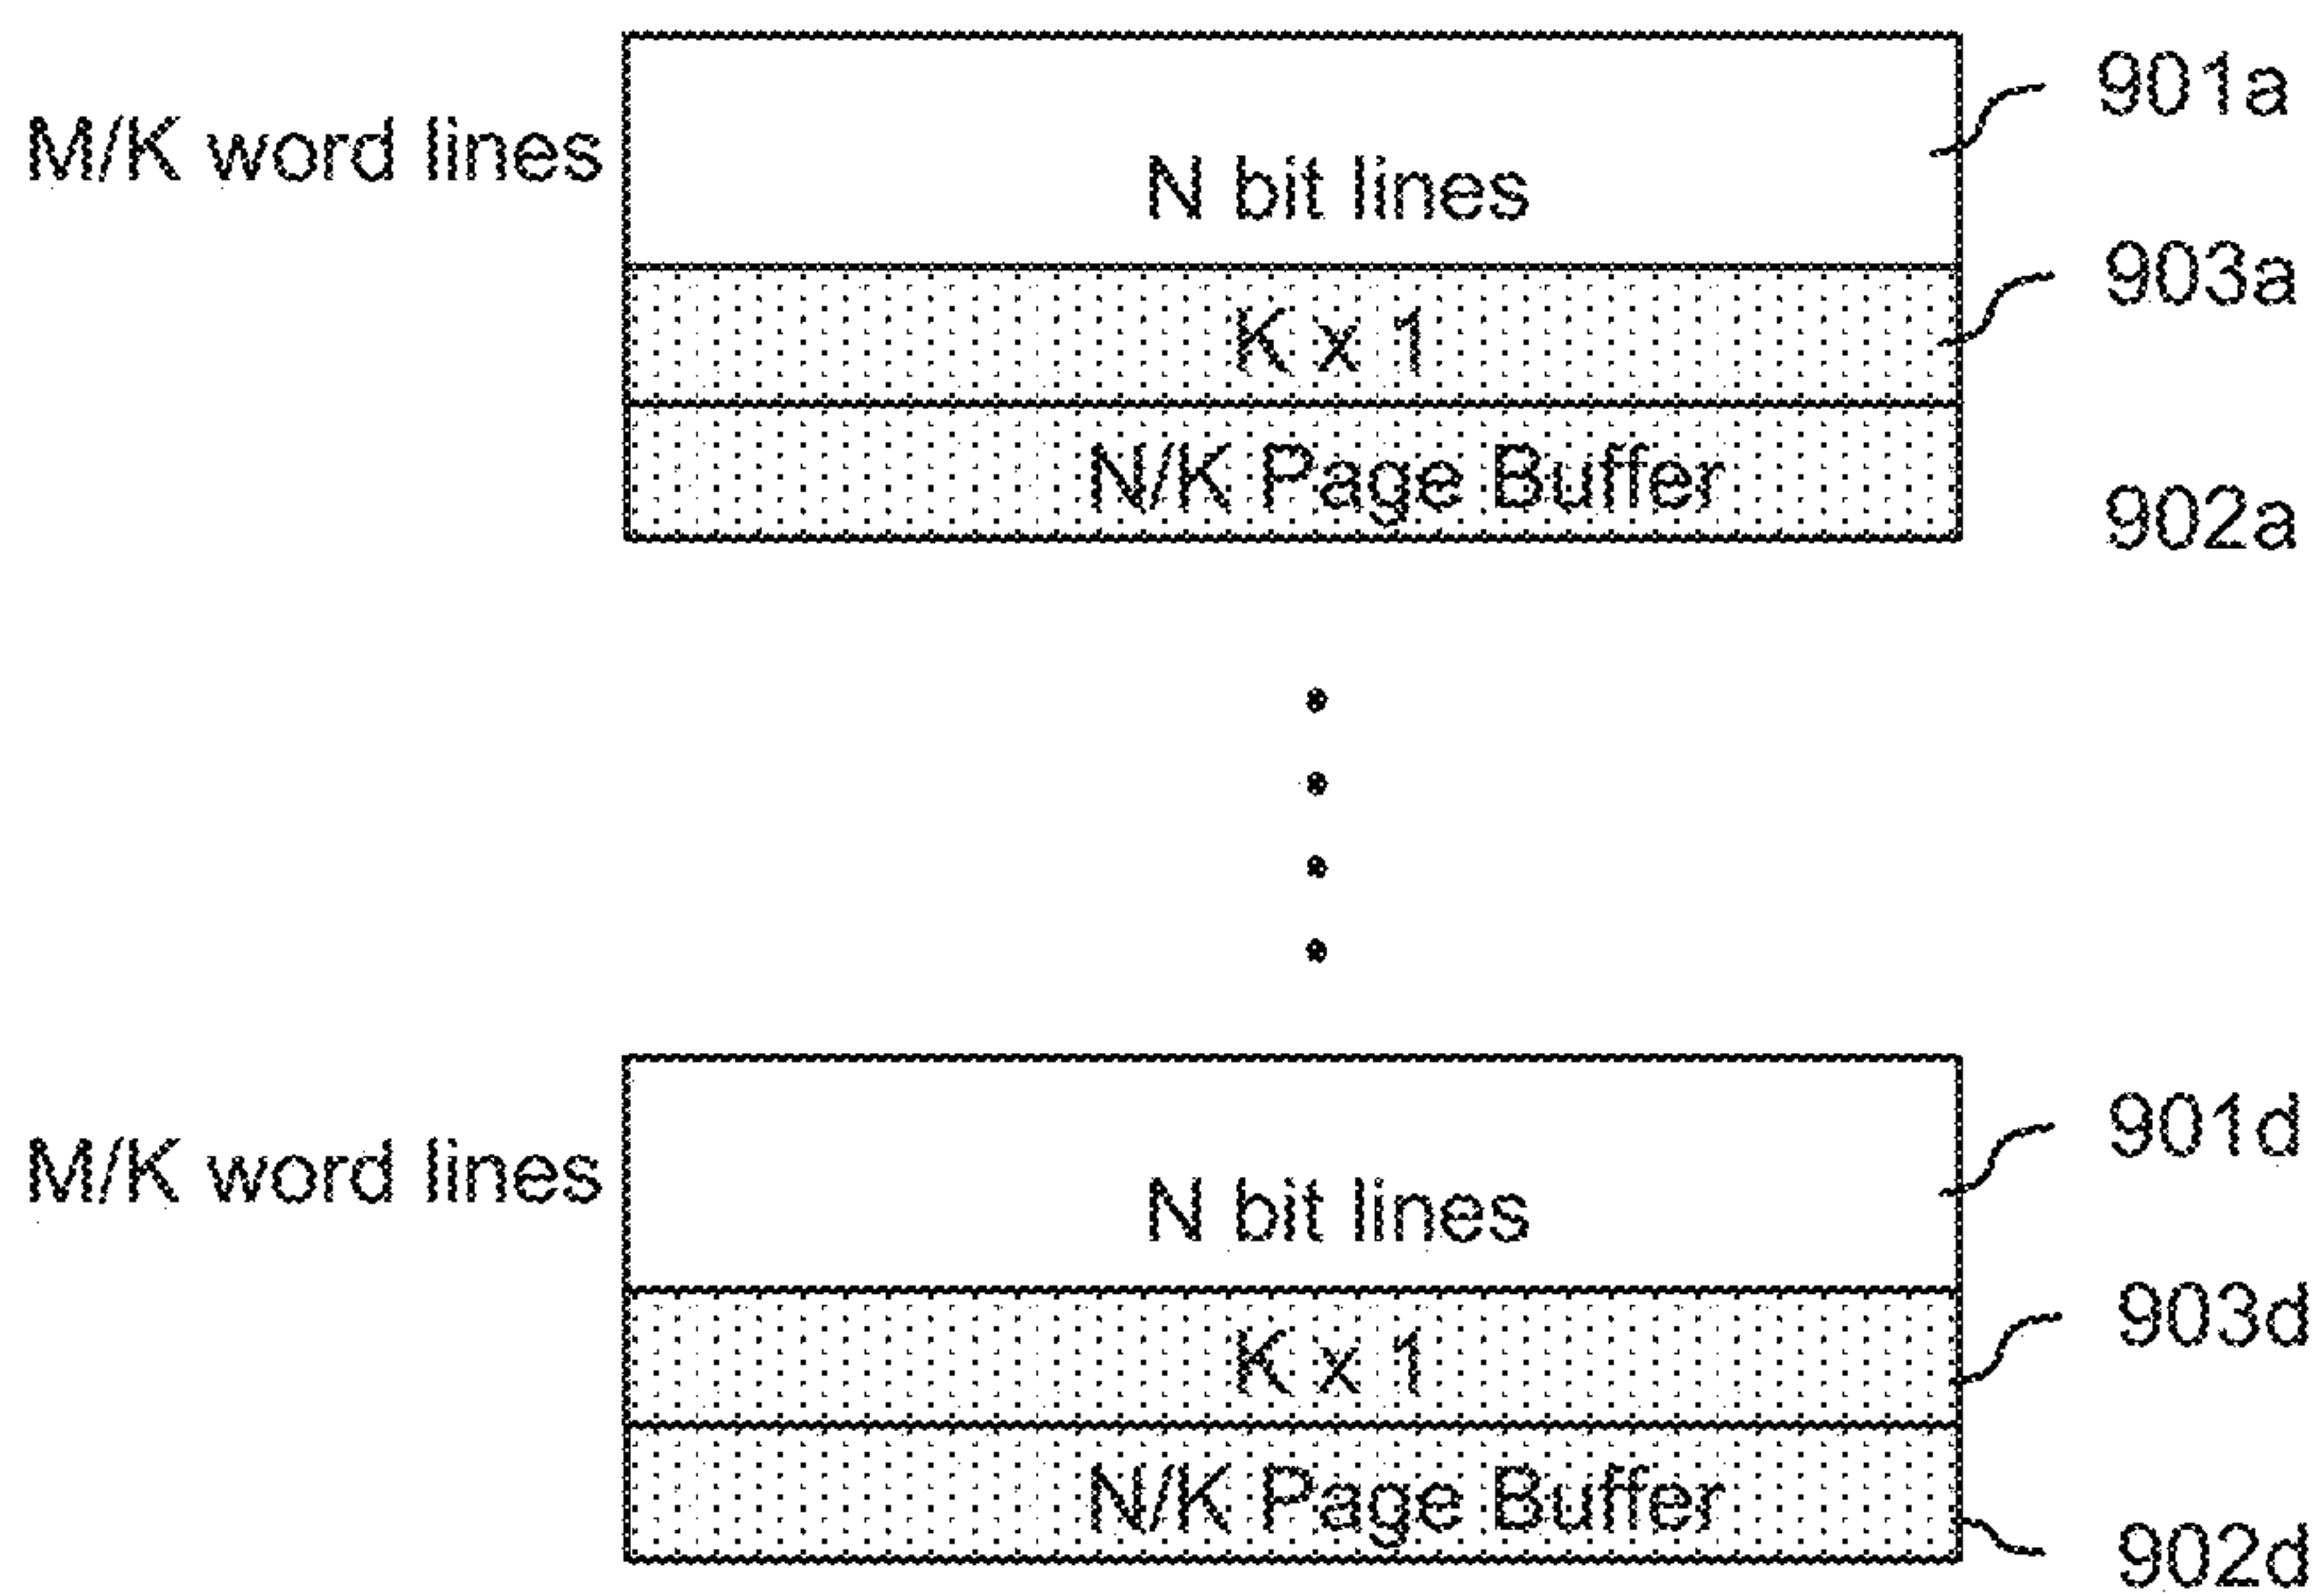 901a
M/K word lines
N bit lines
903a
K x 1
N/K Page Buffer
902a
901d
M/K word lines
N bit lines
903d
K x 1
N/K Page Buffer
902d